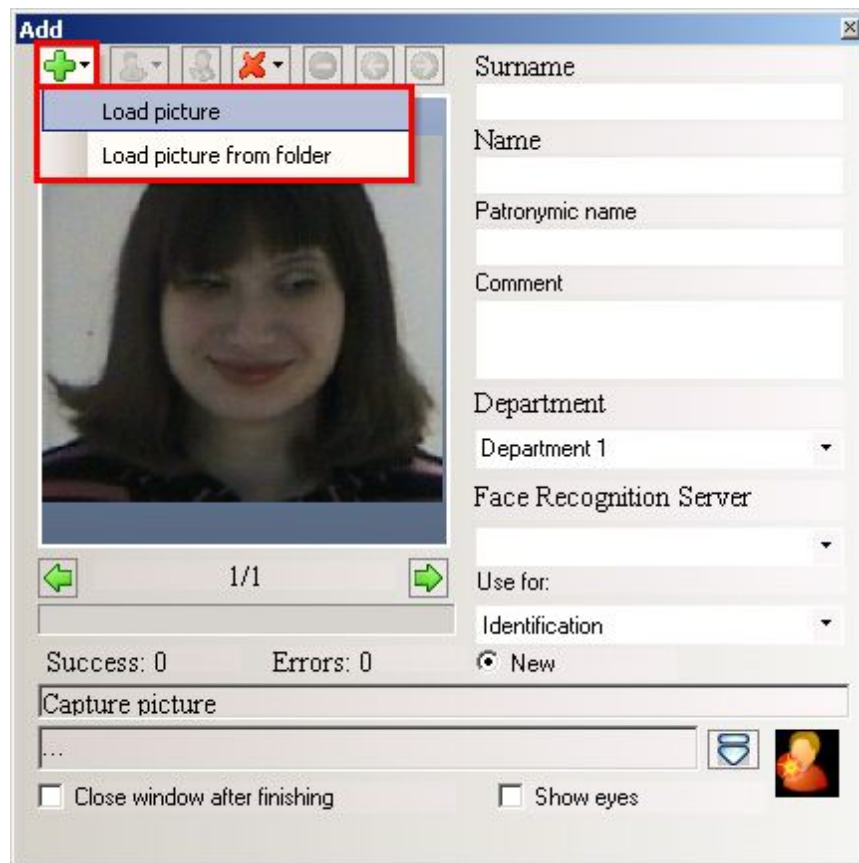 Add
Load picture
Load picture from folder
Surname
Name
Patronymic name
Comment
Department
Department 1
Face Recognition Server
Use for:
Identification
New
1/1
Success: 0 Errors: 0
Capture picture
...
Close window after finishing
Show eyes